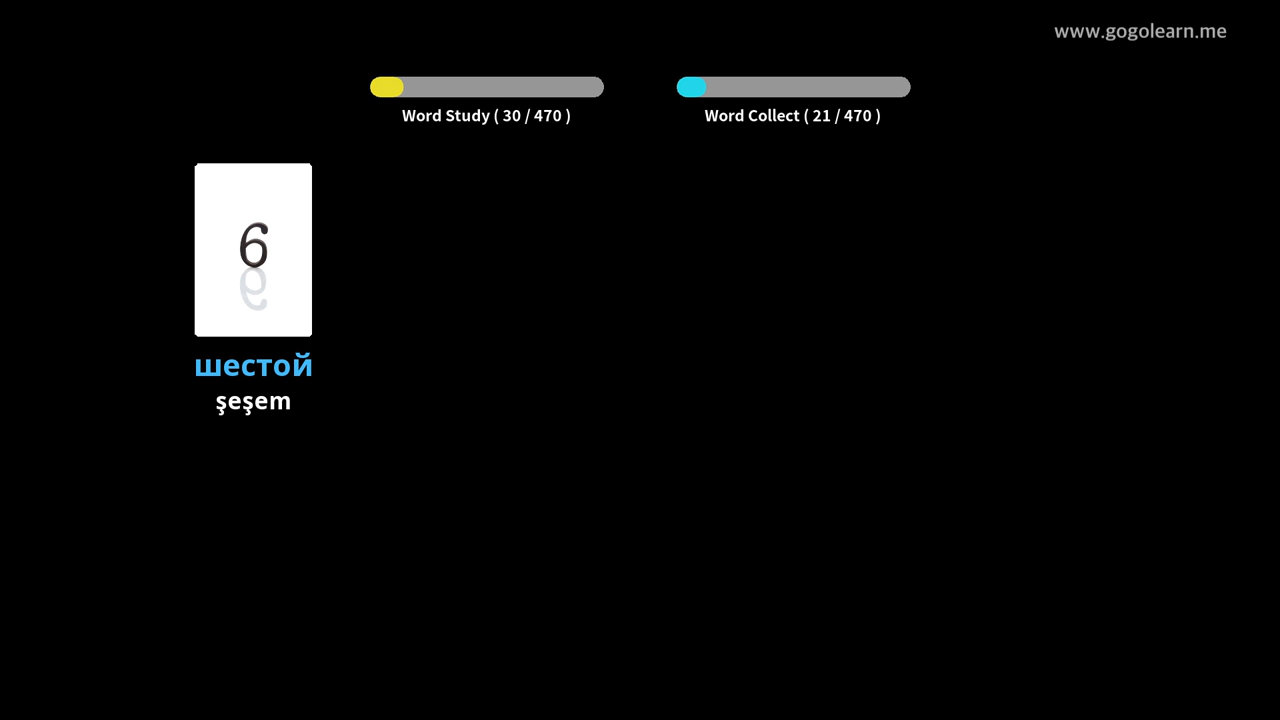 www.gogolearn.me
Word Study ( 30 / 470 )
Word Collect ( 21 / 470 )
6
шестой
şeşem